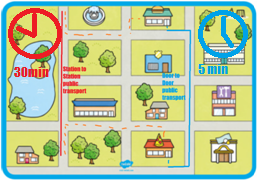 30min
Station to
Station
public
transport
door to
door
public
transport
5 min